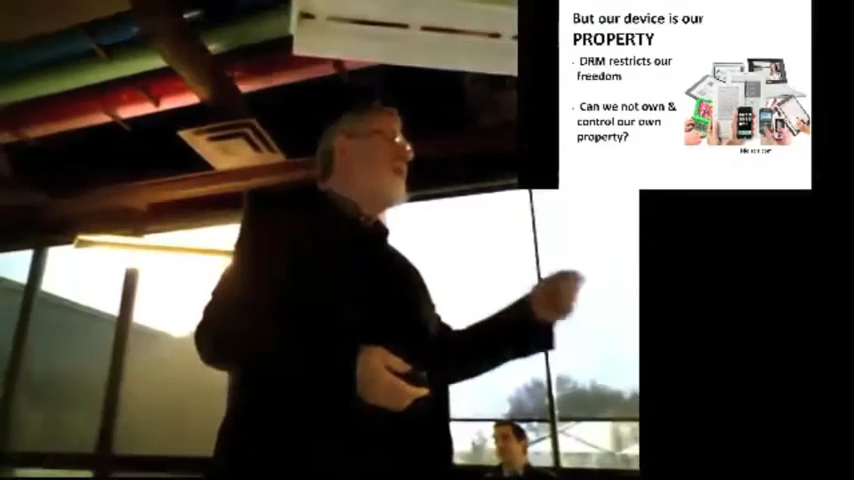 But our device is our
PROPERTY
· DRM restricts our
freedom
· Can we not own &
control our own
property?